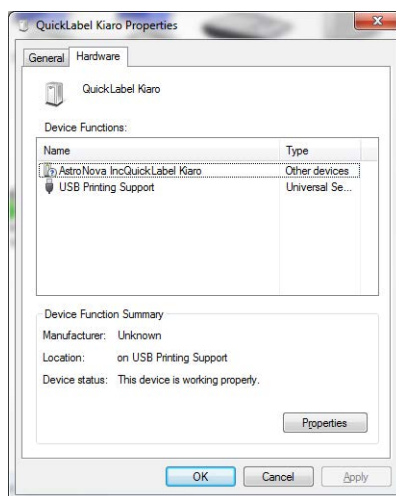 QuickLabel Kiaro Properties
General Hardware
QuickLabel Kiaro
Device Functions:
Name Type
AstroNova IncQuickLabel Kiaro Other devices
USB Printing Support Universal Se...
Device Function Summary
Manufacturer: Unknown
Location: on USB Printing Support
Device status: This device is working properly.
Properties
OK Cancel Apply